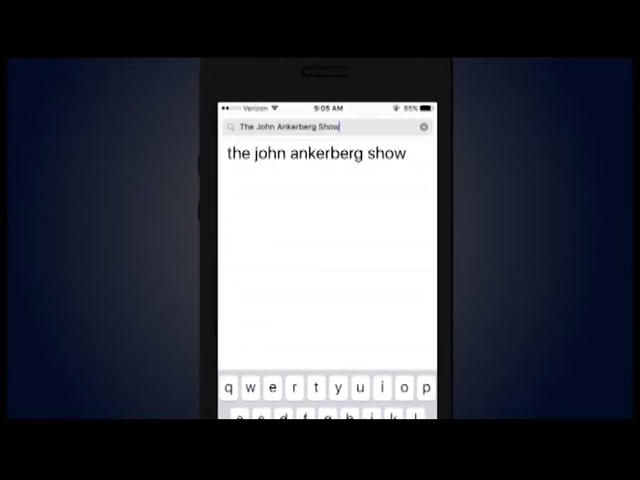 Verizon 9:05 AM 85%
The John Ankerberg Show
the john ankerberg show
q w e r t y u i o p
a s d f g h j k l